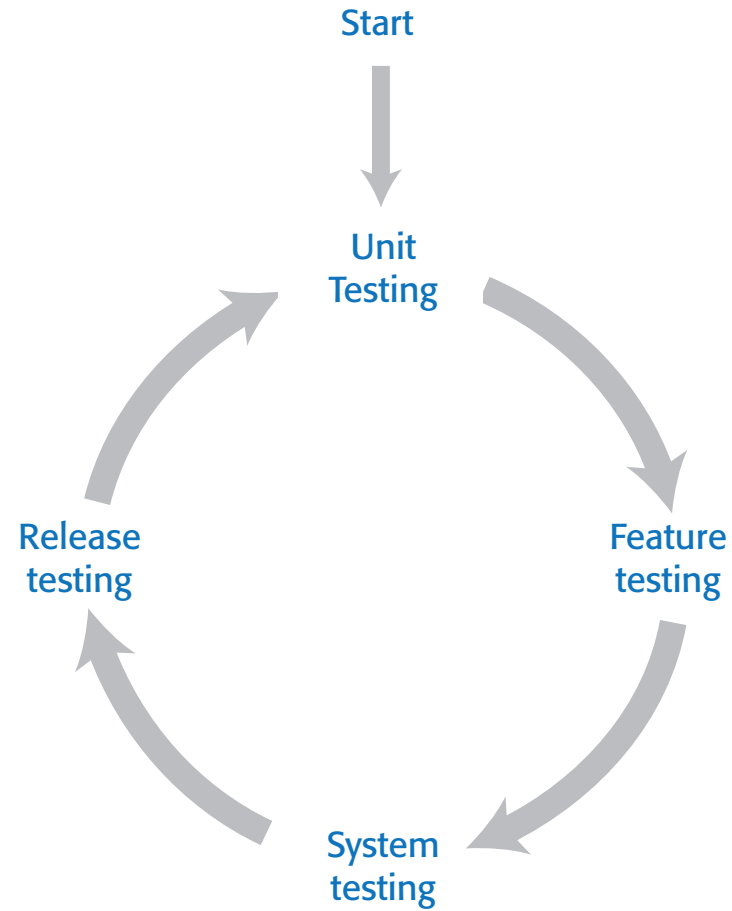 Start
Unit
Testing
Feature
testing
System
testing
Release
testing